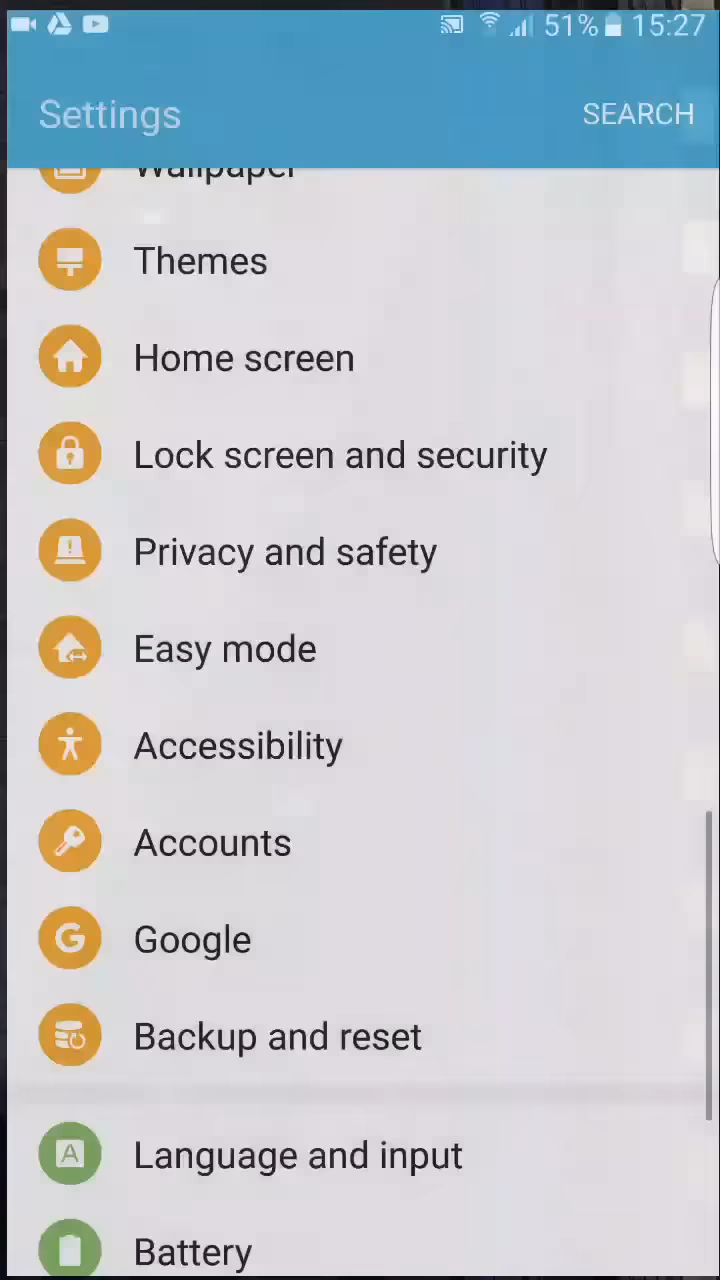 51% 15:27
Settings SEARCH
Wallpaper
Themes
Home screen
Lock screen and security
Privacy and safety
Easy mode
Accessibility
Accounts
Google
Backup and reset
A Language and input
Battery